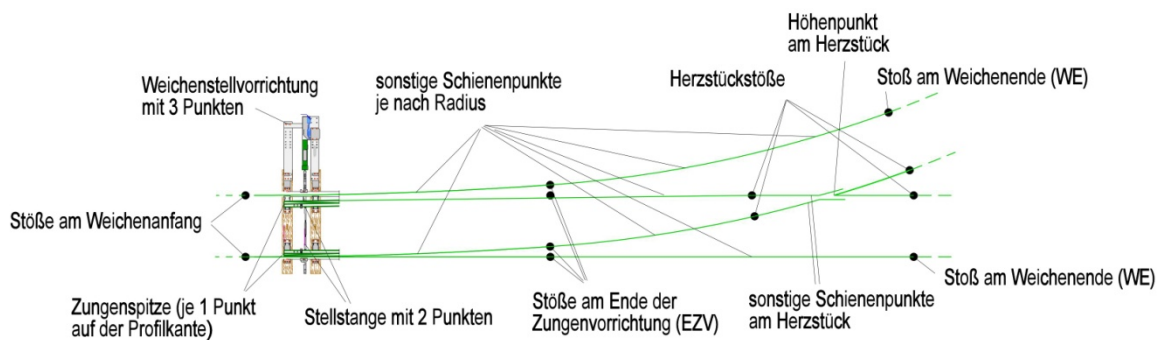 Höhenpunkt
am Herzstück
Weichenstellvorrichtung
mit 3 Punkten
sonstige Schienenpunkte
je nach Radius
Herzstückstöße
Stoß am Weichenende (WE)
Stöße am Weichenanfang
Zungenspitze (je 1 Punkt
auf der Profilkante)
Stellstange mit 2 Punkten
Stöße am Ende der
Zungenvorrichtung (EZV)
sonstige Schienenpunkte
am Herzstück
Stoß am Weichenende (WE)